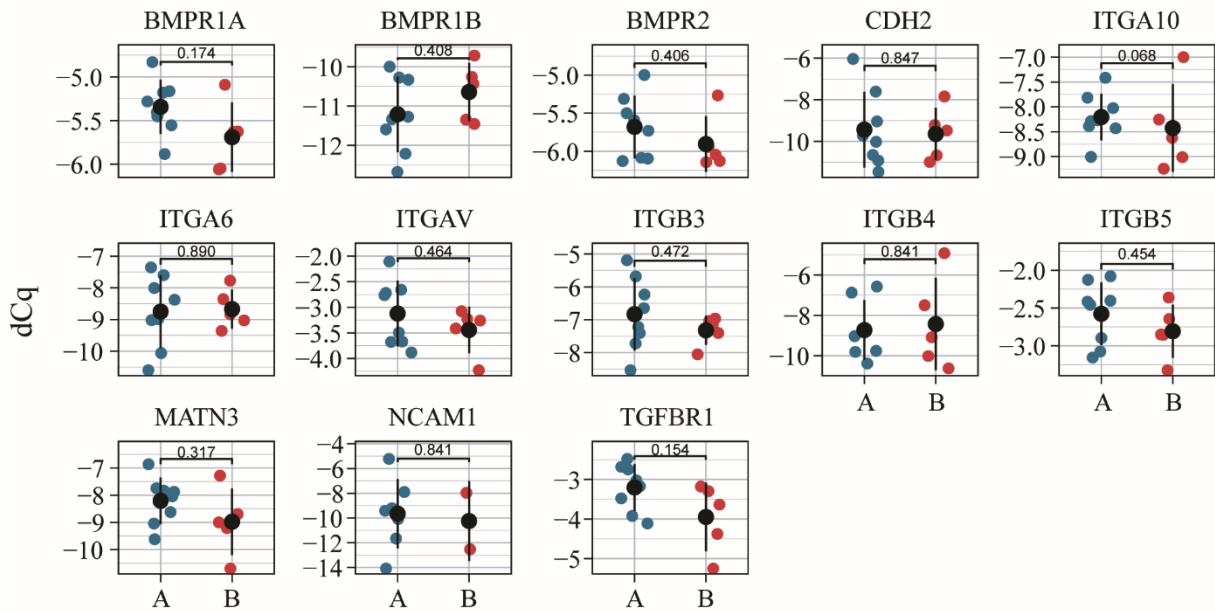 BMPR1A BMPR1B BMPR2 CDH2 ITGA10
0.174 0.408 0.406 0.847 0.068
−5.0 −5.5 −6.0
−10 −11 −12
−5.0 −5.5 −6.0
−6 −8 −10
−7.0 −7.5 −8.0 −8.5 −9.0
ITGA6 ITGAV ITGB3 ITGB4 ITGB5
0.890 0.464 0.472 0.841 0.454
−7 −8 −9 −10
−2.0 −2.5 −3.0 −3.5 −4.0
−5 −6 −7 −8
−6 −8 −10
−2.0 −2.5 −3.0
dCq
A B A B
MATN3 NCAM1 TGFBR1
0.317 0.841 0.154
−7 −8 −9 −10
−4 −6 −8 −10 −12 −14
−3 −4 −5
A B A B A B